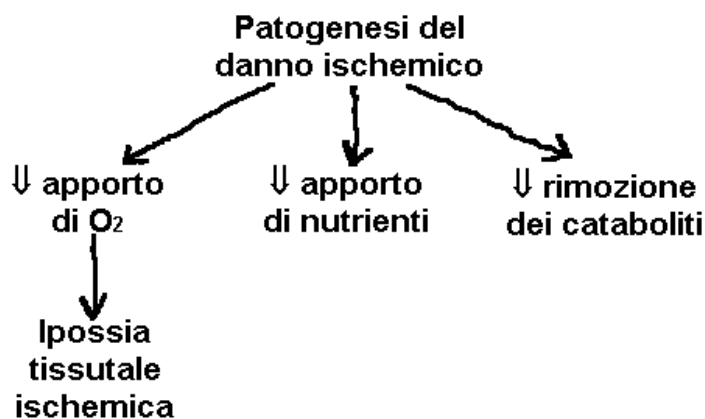 Patogenesi del
danno ischemico
⇓ apporto
di O₂
⇓ apporto
di nutrienti
⇓ rimozione
dei cataboliti
Ipossia
tissutale
ischemica